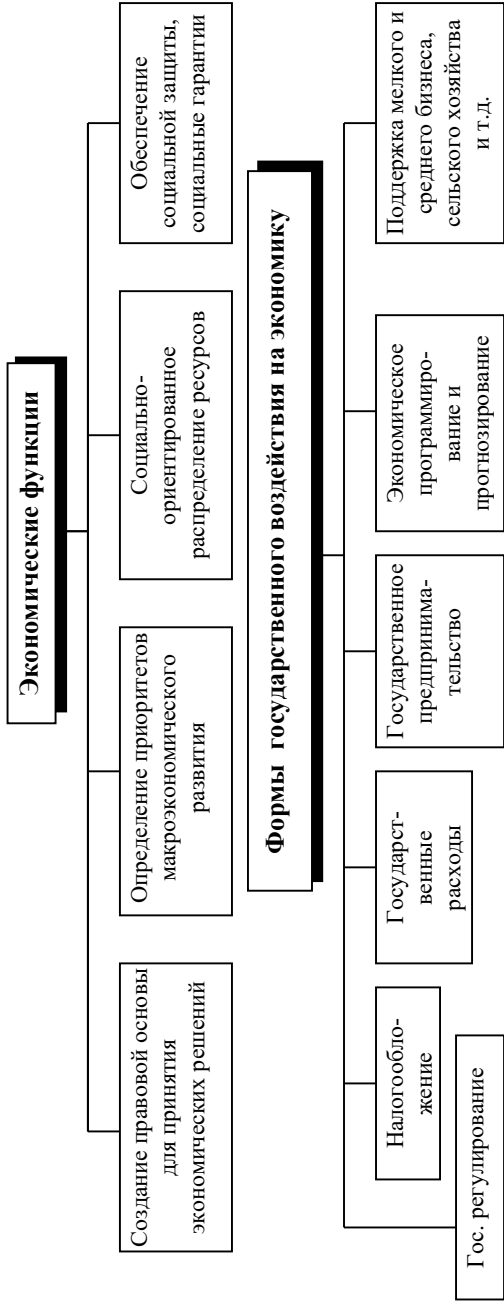 Экономические функции
Создание правовой основы
для принятия
экономических решений
Определение приоритетов
макроэкономического
развития
Социально-
ориентированное
распределение ресурсов
Обеспечение
социальной защиты,
социальные гарантии
Формы государственного воздействия на экономику
Гос. регулирование
Налогообло-
жение
Государст-
венные
расходы
Государственное
предпринима-
тельство
Экономическое
программиро-
вание и
прогнозирование
Поддержка мелкого и
среднего бизнеса,
сельского хозяйства
и т.д.